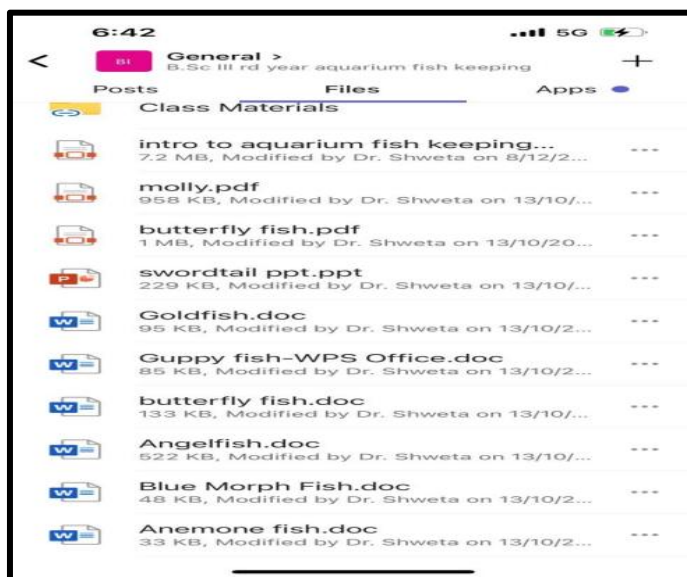 6:42
5G
BI
General >
B.Sc III rd year aquarium fish keeping
Posts Files Apps
Class Materials
intro to aquarium fish keeping...
7.2 MB, Modified by Dr. Shweta on 8/12/2...
molly.pdf
958 KB, Modified by Dr. Shweta on 13/10/...
butterfly fish.pdf
1 MB, Modified by Dr. Shweta on 13/10/20...
swordtail ppt.ppt
229 KB, Modified by Dr. Shweta on 13/10/...
Goldfish.doc
95 KB, Modified by Dr. Shweta on 13/10/2...
Guppy fish-WPS Office.doc
85 KB, Modified by Dr. Shweta on 13/10/2...
butterfly fish.doc
133 KB, Modified by Dr. Shweta on 13/10/...
Angelfish.doc
522 KB, Modified by Dr. Shweta on 13/10/...
Blue Morph Fish.doc
48 KB, Modified by Dr. Shweta on 13/10/2...
Anemone fish.doc
33 KB, Modified by Dr. Shweta on 13/10/2...